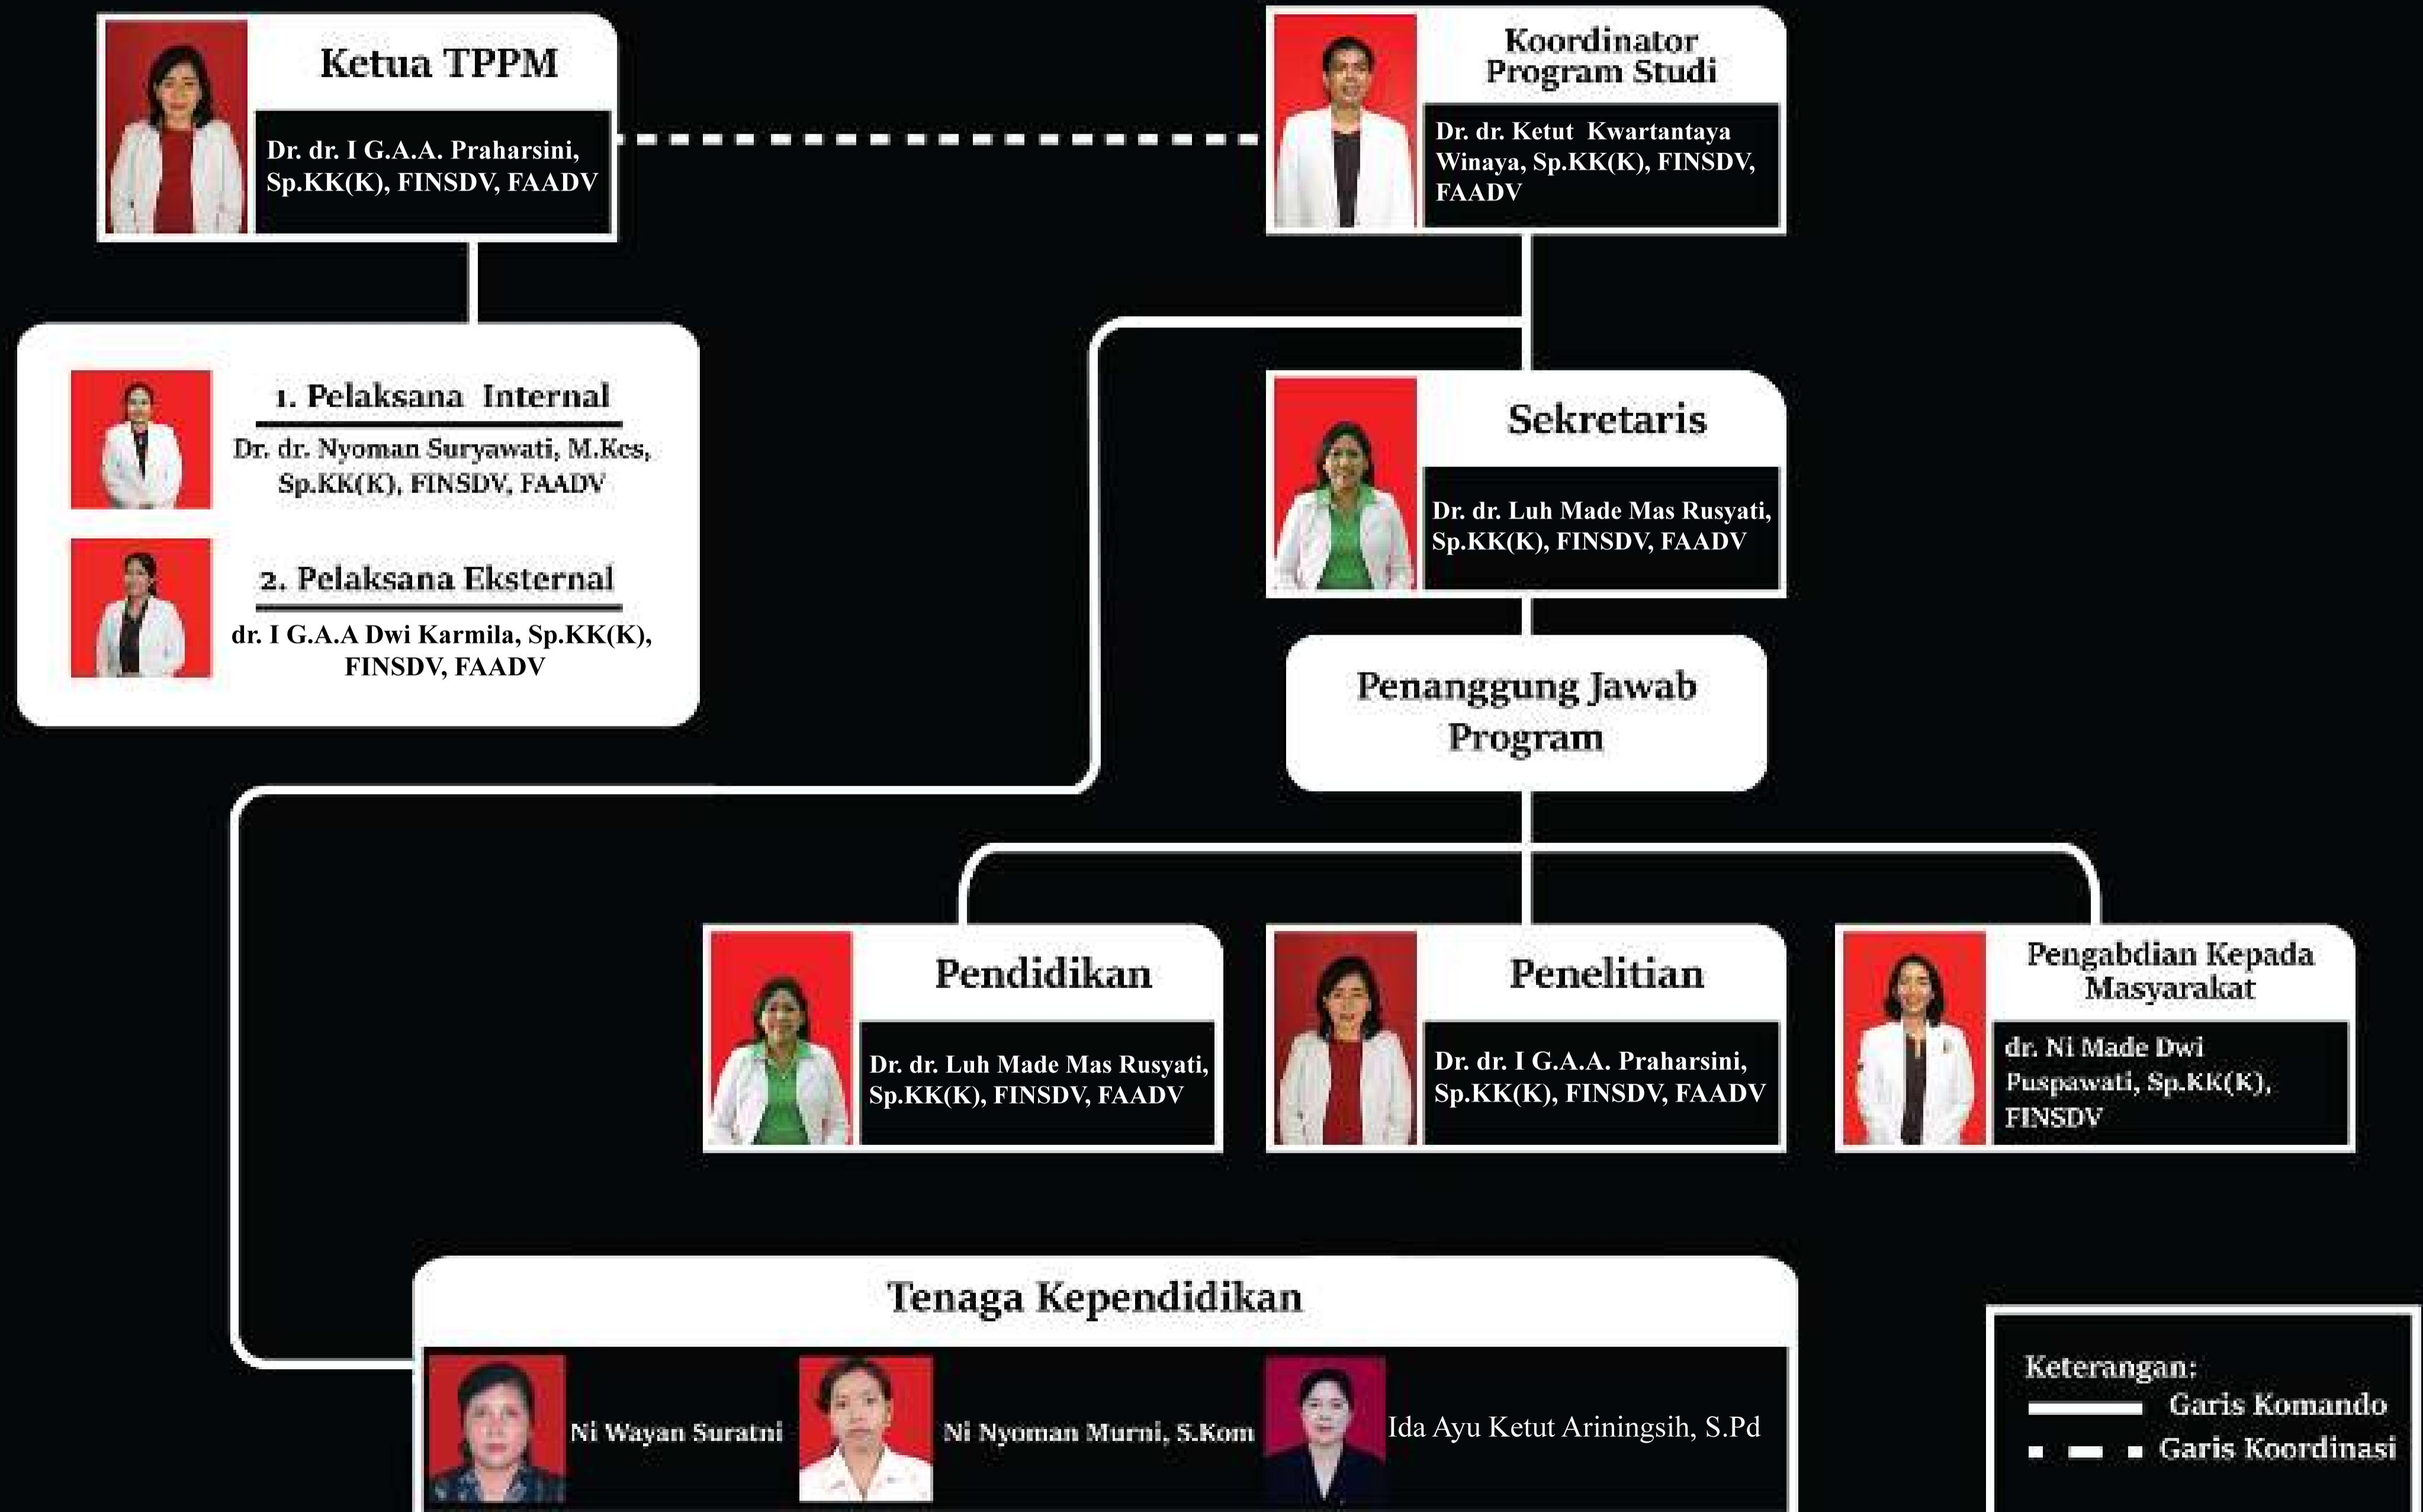 Ketua TPPM
Dr. dr. I G.A.A. Praharsini,
Sp.KK(K), FINSDV, FAADV
Koordinator
Program Studi
Dr. dr. Ketut Kwartantaya
Winaya, Sp.KK(K), FINSDV,
FAADV
1. Pelaksana Internal
Dr. dr. Nyoman Suryawati, M.Kes,
Sp.KK(K), FINSDV, FAADV
2. Pelaksana Eksternal
dr. I G.A.A Dwi Karmila, Sp.KK(K),
FINSDV, FAADV
Sekretaris
Dr. dr. Luh Made Mas Rusyati,
Sp.KK(K), FINSDV, FAADV
Penanggung Jawab
Program
Pendidikan
Dr. dr. Luh Made Mas Rusyati,
Sp.KK(K), FINSDV, FAADV
Penelitian
Dr. dr. I G.A.A. Praharsini,
Sp.KK(K), FINSDV, FAADV
Pengabdian Kepada
Masyarakat
dr. Ni Made Dwi
Puspawati, Sp.KK(K),
FINSDV
Tenaga Kependidikan
Ni Wayan Suratni
Ni Nyoman Murni, S.Kom
Ida Ayu Ketut Ariningsih, S.Pd
Keterangan:
Garis Komando
Garis Koordinasi